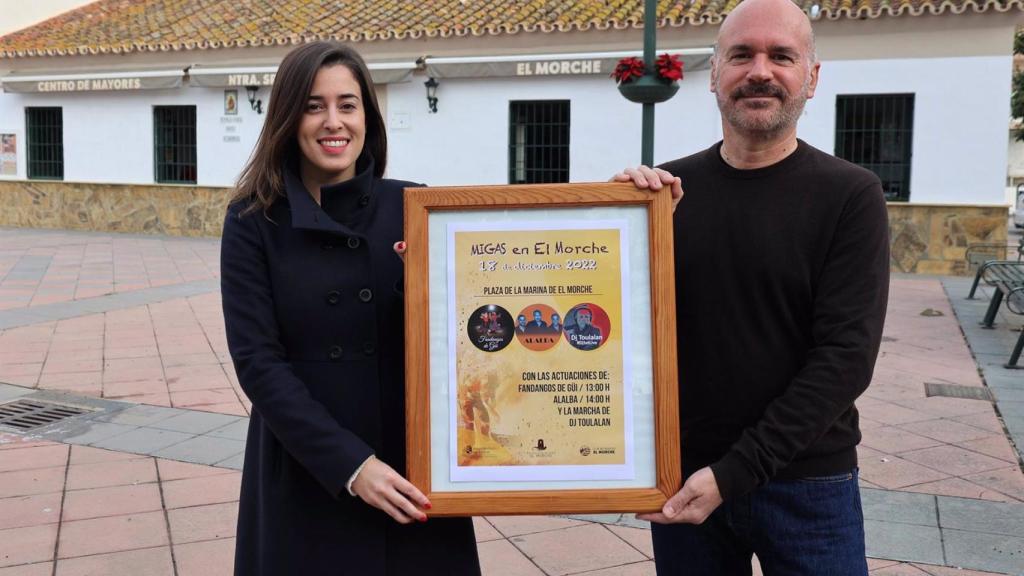 CENTRO DE MAYORES
NTRA. SE
EL MORCHE
MIGAS en El Morche
18 de diciembre 2022
PLAZA DE LA MARINA DE EL MORCHE
Fandangos de Güi
ALALBA
Dj Toulalan
CON LAS ACTUACIONES DE:
FANDANGOS DE GÜI / 13:00 H
ALALBA / 14:00 H
Y LA MARCHA DE
DJ TOULALAN
EL MORCHE